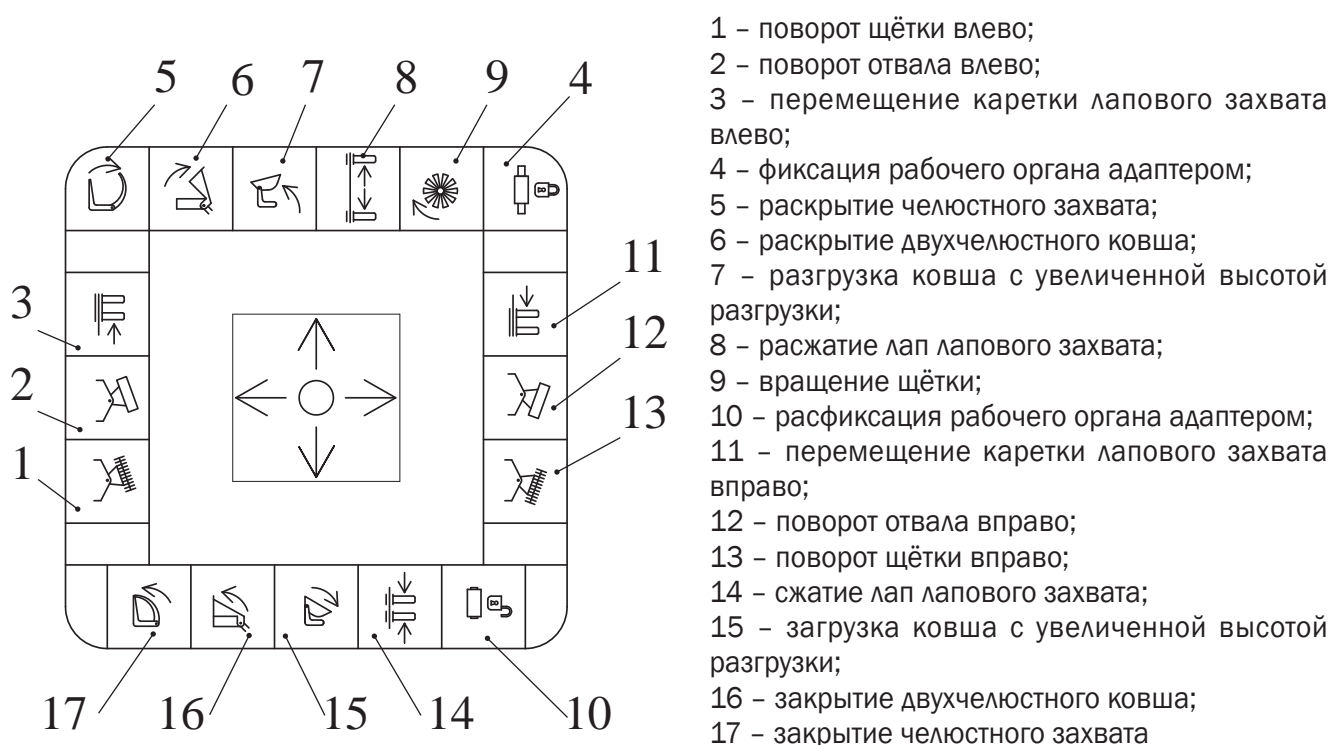 5 6 7 8 9 4
3
2
1
11
12
13
17 16 15 14 10
1 – поворот щётки влево;
2 – поворот отвала влево;
3 – перемещение каретки лапового захвата
влево;
4 – фиксация рабочего органа адаптером;
5 – раскрытие челюстного захвата;
6 – раскрытие двухчелюстного ковша;
7 – разгрузка ковша с увеличенной высотой
разгрузки;
8 – расжатие лап лапового захвата;
9 – вращение щётки;
10 – расфиксация рабочего органа адаптером;
11 – перемещение каретки лапового захвата
вправо;
12 – поворот отвала вправо;
13 – поворот щётки вправо;
14 – сжатие лап лапового захвата;
15 – загрузка ковша с увеличенной высотой
разгрузки;
16 – закрытие двухчелюстного ковша;
17 – закрытие челюстного захвата